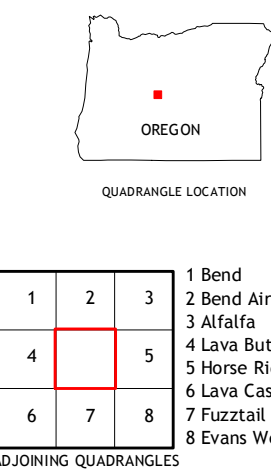 OREGON
QUADRANGLE LOCATION
1 2 3
4 5
6 7 8
1 Bend
2 Bend Air
3 Alfalfa
4 Lava But
5 Horse Ri
6 Lava Cas
7 Fuzztail
8 Evans We
ADJOINING QUADRANGLES